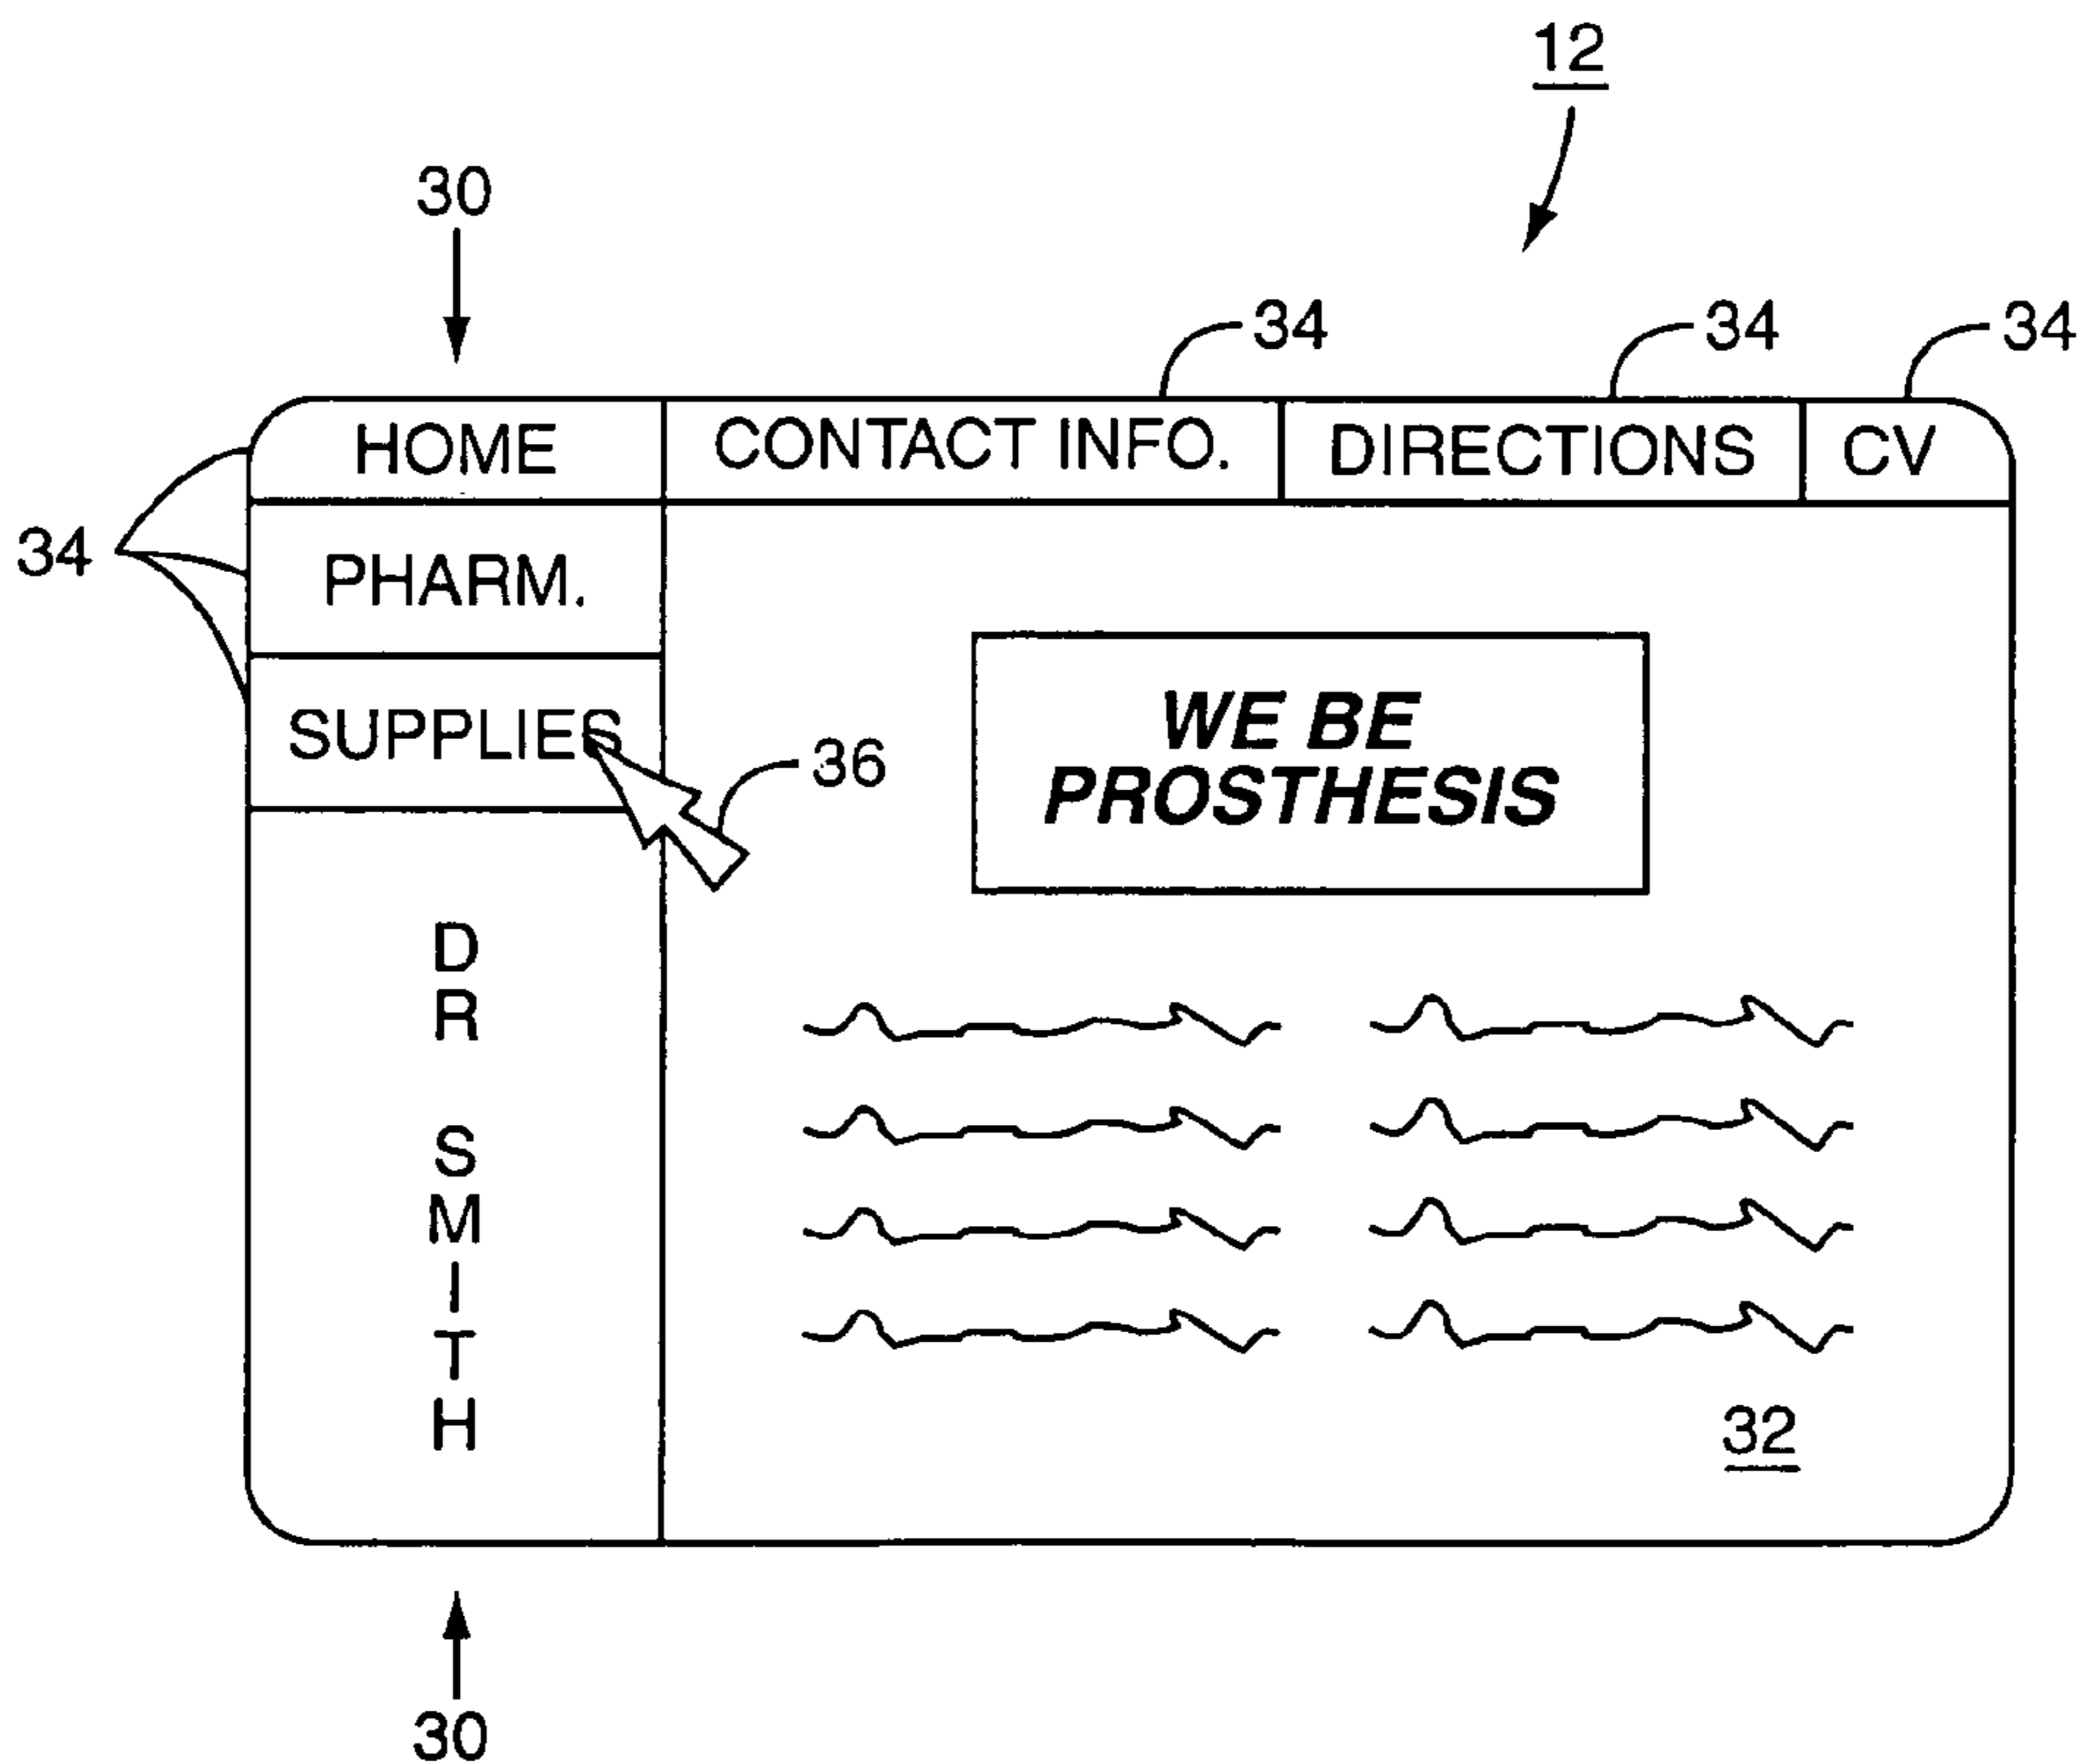 12
30
34 34 34
HOME CONTACT INFO. DIRECTIONS CV
34
PHARM.
SUPPLIES
36
WE BE
PROSTHESIS
D
R
S
M
I
T
H
32
30